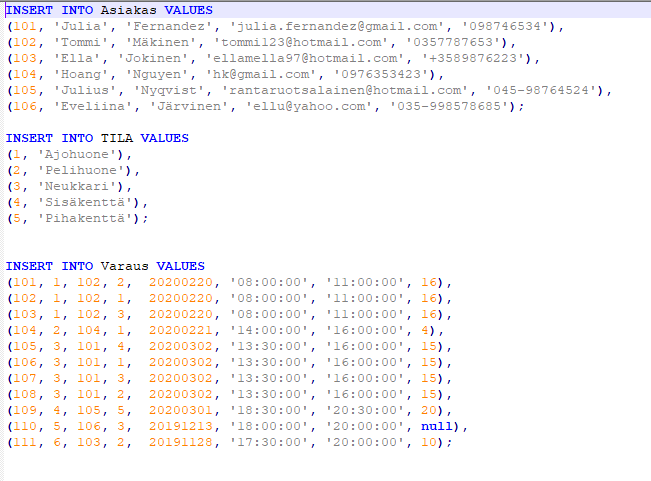 INSERT INTO Asiakas VALUES
(101, 'Julia', 'Fernandez', 'julia.fernandez@gmail.com', '098746534'),
(102, 'Tommi', 'Mäkinen', 'tommi123@hotmail.com', '0357787653'),
(103, 'Ella', 'Jokinen', 'ellamella97@hotmail.com', '+3589876223'),
(104, 'Hoang', 'Nguyen', 'hk@gmail.com', '0976353423'),
(105, 'Julius', 'Nyqvist', 'rantaruotsalainen@hotmail.com', '045-98764524'),
(106, 'Eveliina', 'Järvinen', 'ellu@yahoo.com', '035-998578685');
INSERT INTO TILA VALUES
(1, 'Ajohuone'),
(2, 'Pelihuone'),
(3, 'Neukkari'),
(4, 'Sisäkenttä'),
(5, 'Pihakenttä');
INSERT INTO Varaus VALUES
(101, 1, 102, 2,  20200220, '08:00:00', '11:00:00', 16),
(102, 1, 102, 1,  20200220, '08:00:00', '11:00:00', 16),
(103, 1, 102, 3,  20200220, '08:00:00', '11:00:00', 16),
(104, 2, 104, 1,  20200221, '14:00:00', '16:00:00', 4),
(105, 3, 101, 4,  20200302, '13:30:00', '16:00:00', 15),
(106, 3, 101, 1,  20200302, '13:30:00', '16:00:00', 15),
(107, 3, 101, 3,  20200302, '13:30:00', '16:00:00', 15),
(108, 3, 101, 2,  20200302, '13:30:00', '16:00:00', 15),
(109, 4, 105, 5,  20200301, '18:30:00', '20:30:00', 20),
(110, 5, 106, 3,  20191213, '18:00:00', '20:00:00', null),
(111, 6, 103, 2,  20191128, '17:30:00', '20:00:00', 10);